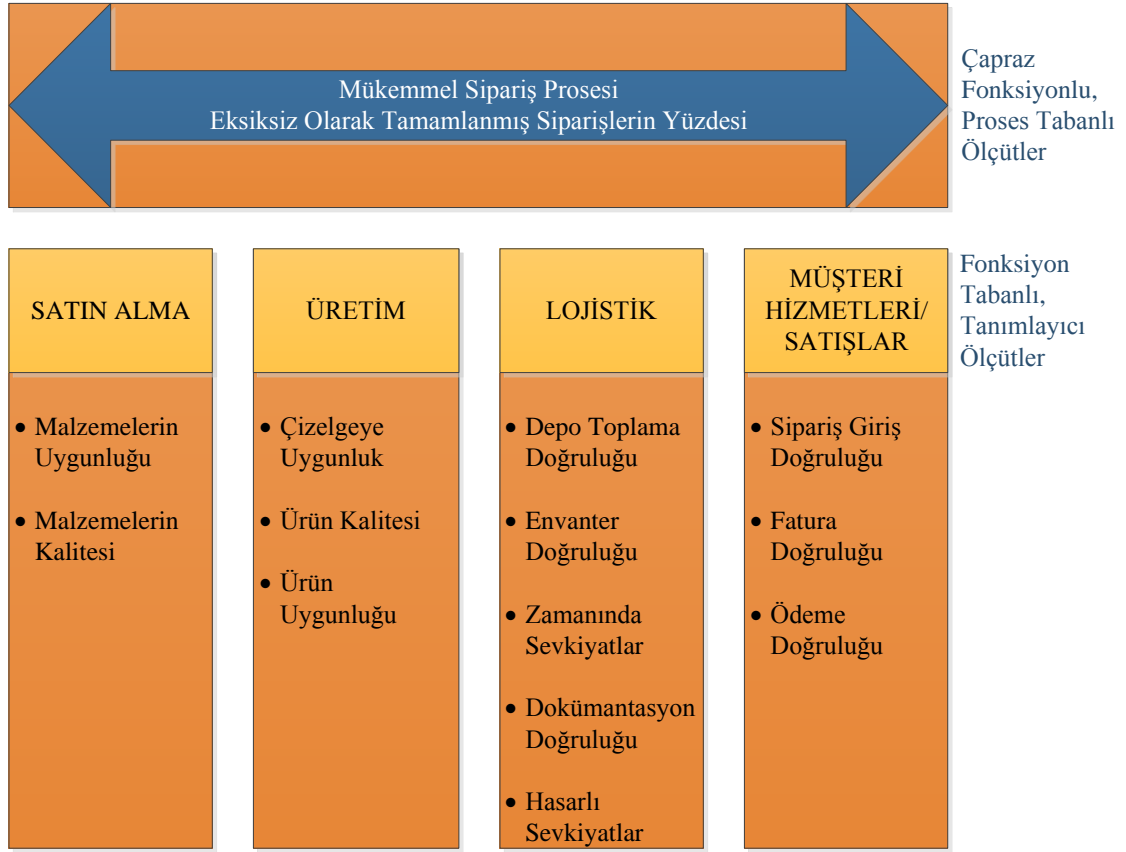 Mükemmel Sipariş Prosesi
Eksiksiz Olarak Tamamlanmış Siparişlerin Yüzdesi
Çapraz
Fonksiyonlu,
Proses Tabanlı
Ölçütler
SATIN ALMA
• Malzemelerin
Uygunluğu
• Malzemelerin
Kalitesi
ÜRETİM
• Çizelgeye
Uygunluk
• Ürün Kalitesi
• Ürün
Uygunluğu
LOJİSTİK
• Depo Toplama
Doğruluğu
• Envanter
Doğruluğu
• Zamanında
Sevkiyatlar
• Dokümantasyon
Doğruluğu
• Hasarlı
Sevkiyatlar
MÜŞTERİ
HİZMETLERİ/
SATIŞLAR
• Sipariş Giriş
Doğruluğu
• Fatura
Doğruluğu
• Ödeme
Doğruluğu
Fonksiyon
Tabanlı,
Tanımlayıcı
Ölçütler